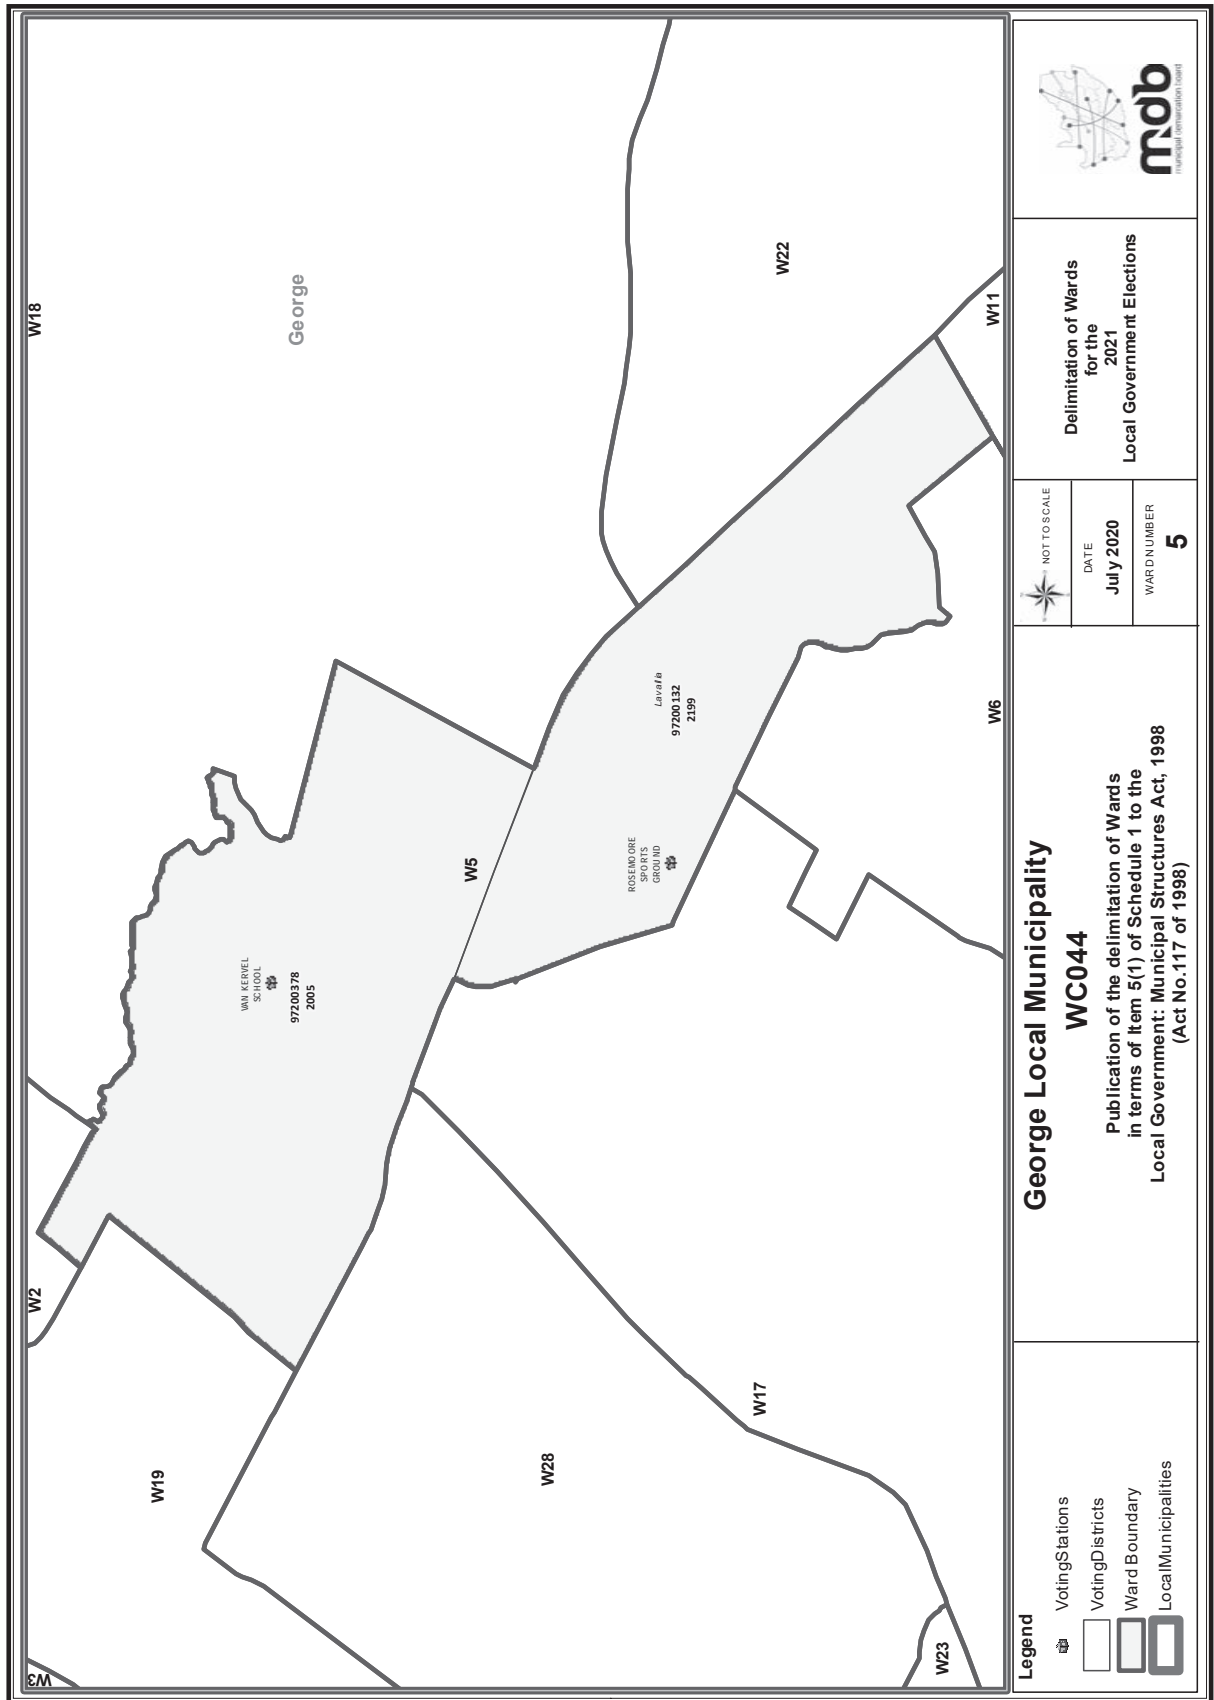 W3
W19
W2
W18
George
W28
W17
W23
W5
W22
W6
W11
VAN KERVEL
SCHOOL
97200378
2005
ROSEMOORE
SPORTS
GROUND
Lavalia
97200132
2199
Legend
VotingStations
VotingDistricts
Ward Boundary
LocalMunicipalities
George Local Municipality
WC044
Publication of the delimitation of Wards
in terms of Item 5(1) of Schedule 1 to the
Local Government: Municipal Structures Act, 1998
(Act No.117 of 1998)
NOT TO SCALE
DATE
July 2020
WARD NUMBER
5
Delimitation of Wards
for the
2021
Local Government Elections
mdb
municipal demarcation board